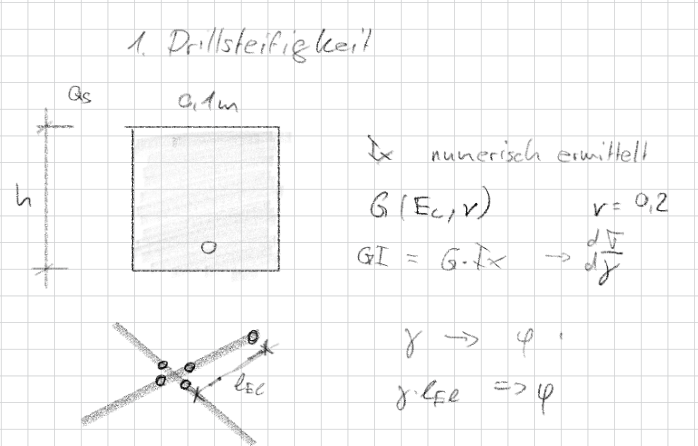 1. Drillsteifigkeit
QS
0,1m
h
Ix numerisch ermittelt
G(Ec, ν) ν = 0,2
GI = G·Ix → dT/dγ
γ → φ
lEl
γ·lEl => φ